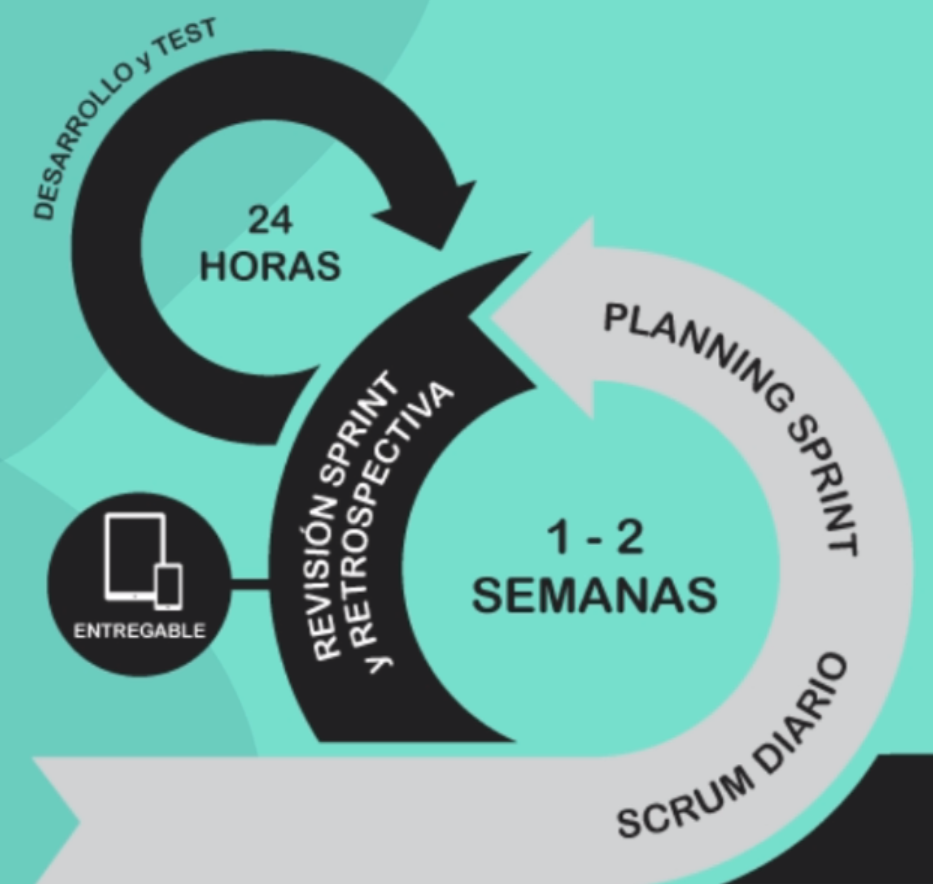 DESARROLLO y TEST
24
HORAS
PLANNING SPRINT
REVISIÓN SPRINT
y RETROSPECTIVA
1 - 2
SEMANAS
ENTREGABLE
SCRUM DIARIO